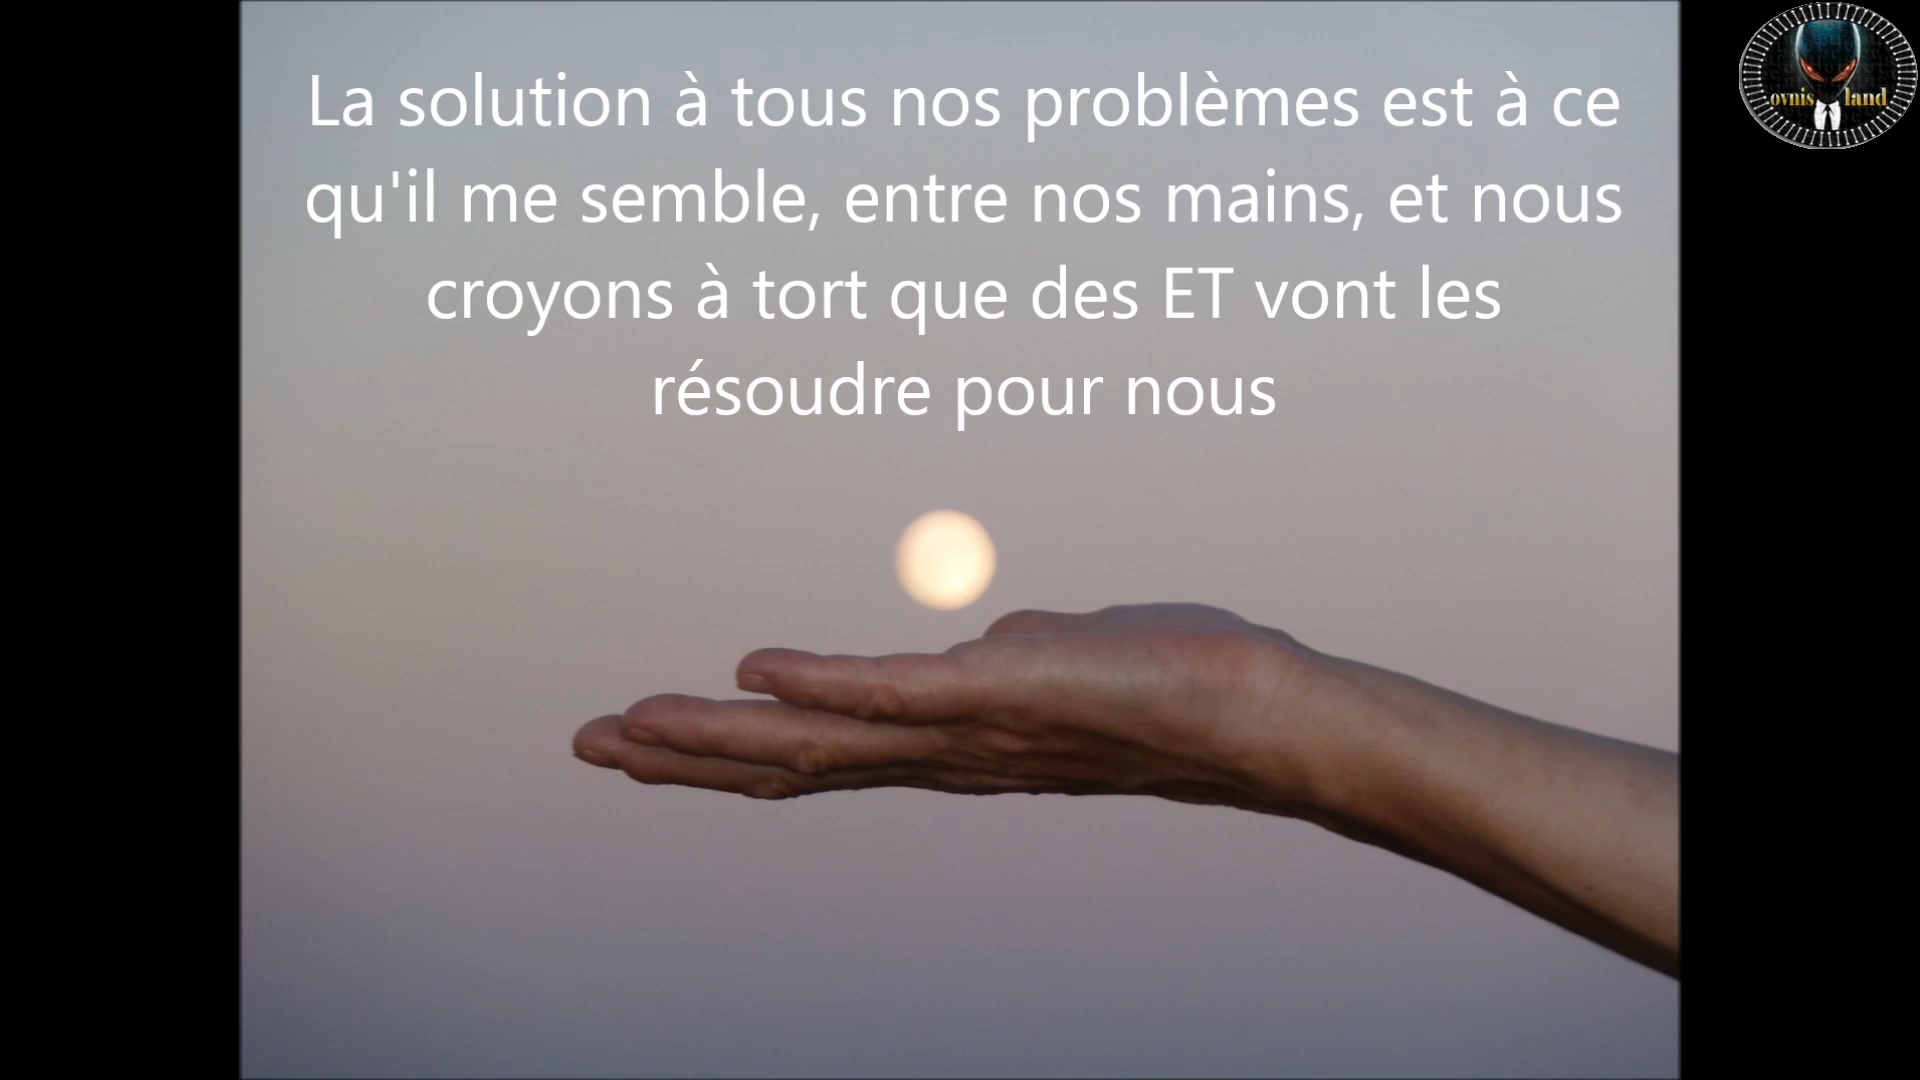 La solution à tous nos problèmes est à ce
qu'il me semble, entre nos mains, et nous
croyons à tort que des ET vont les
résoudre pour nous
ovnis land